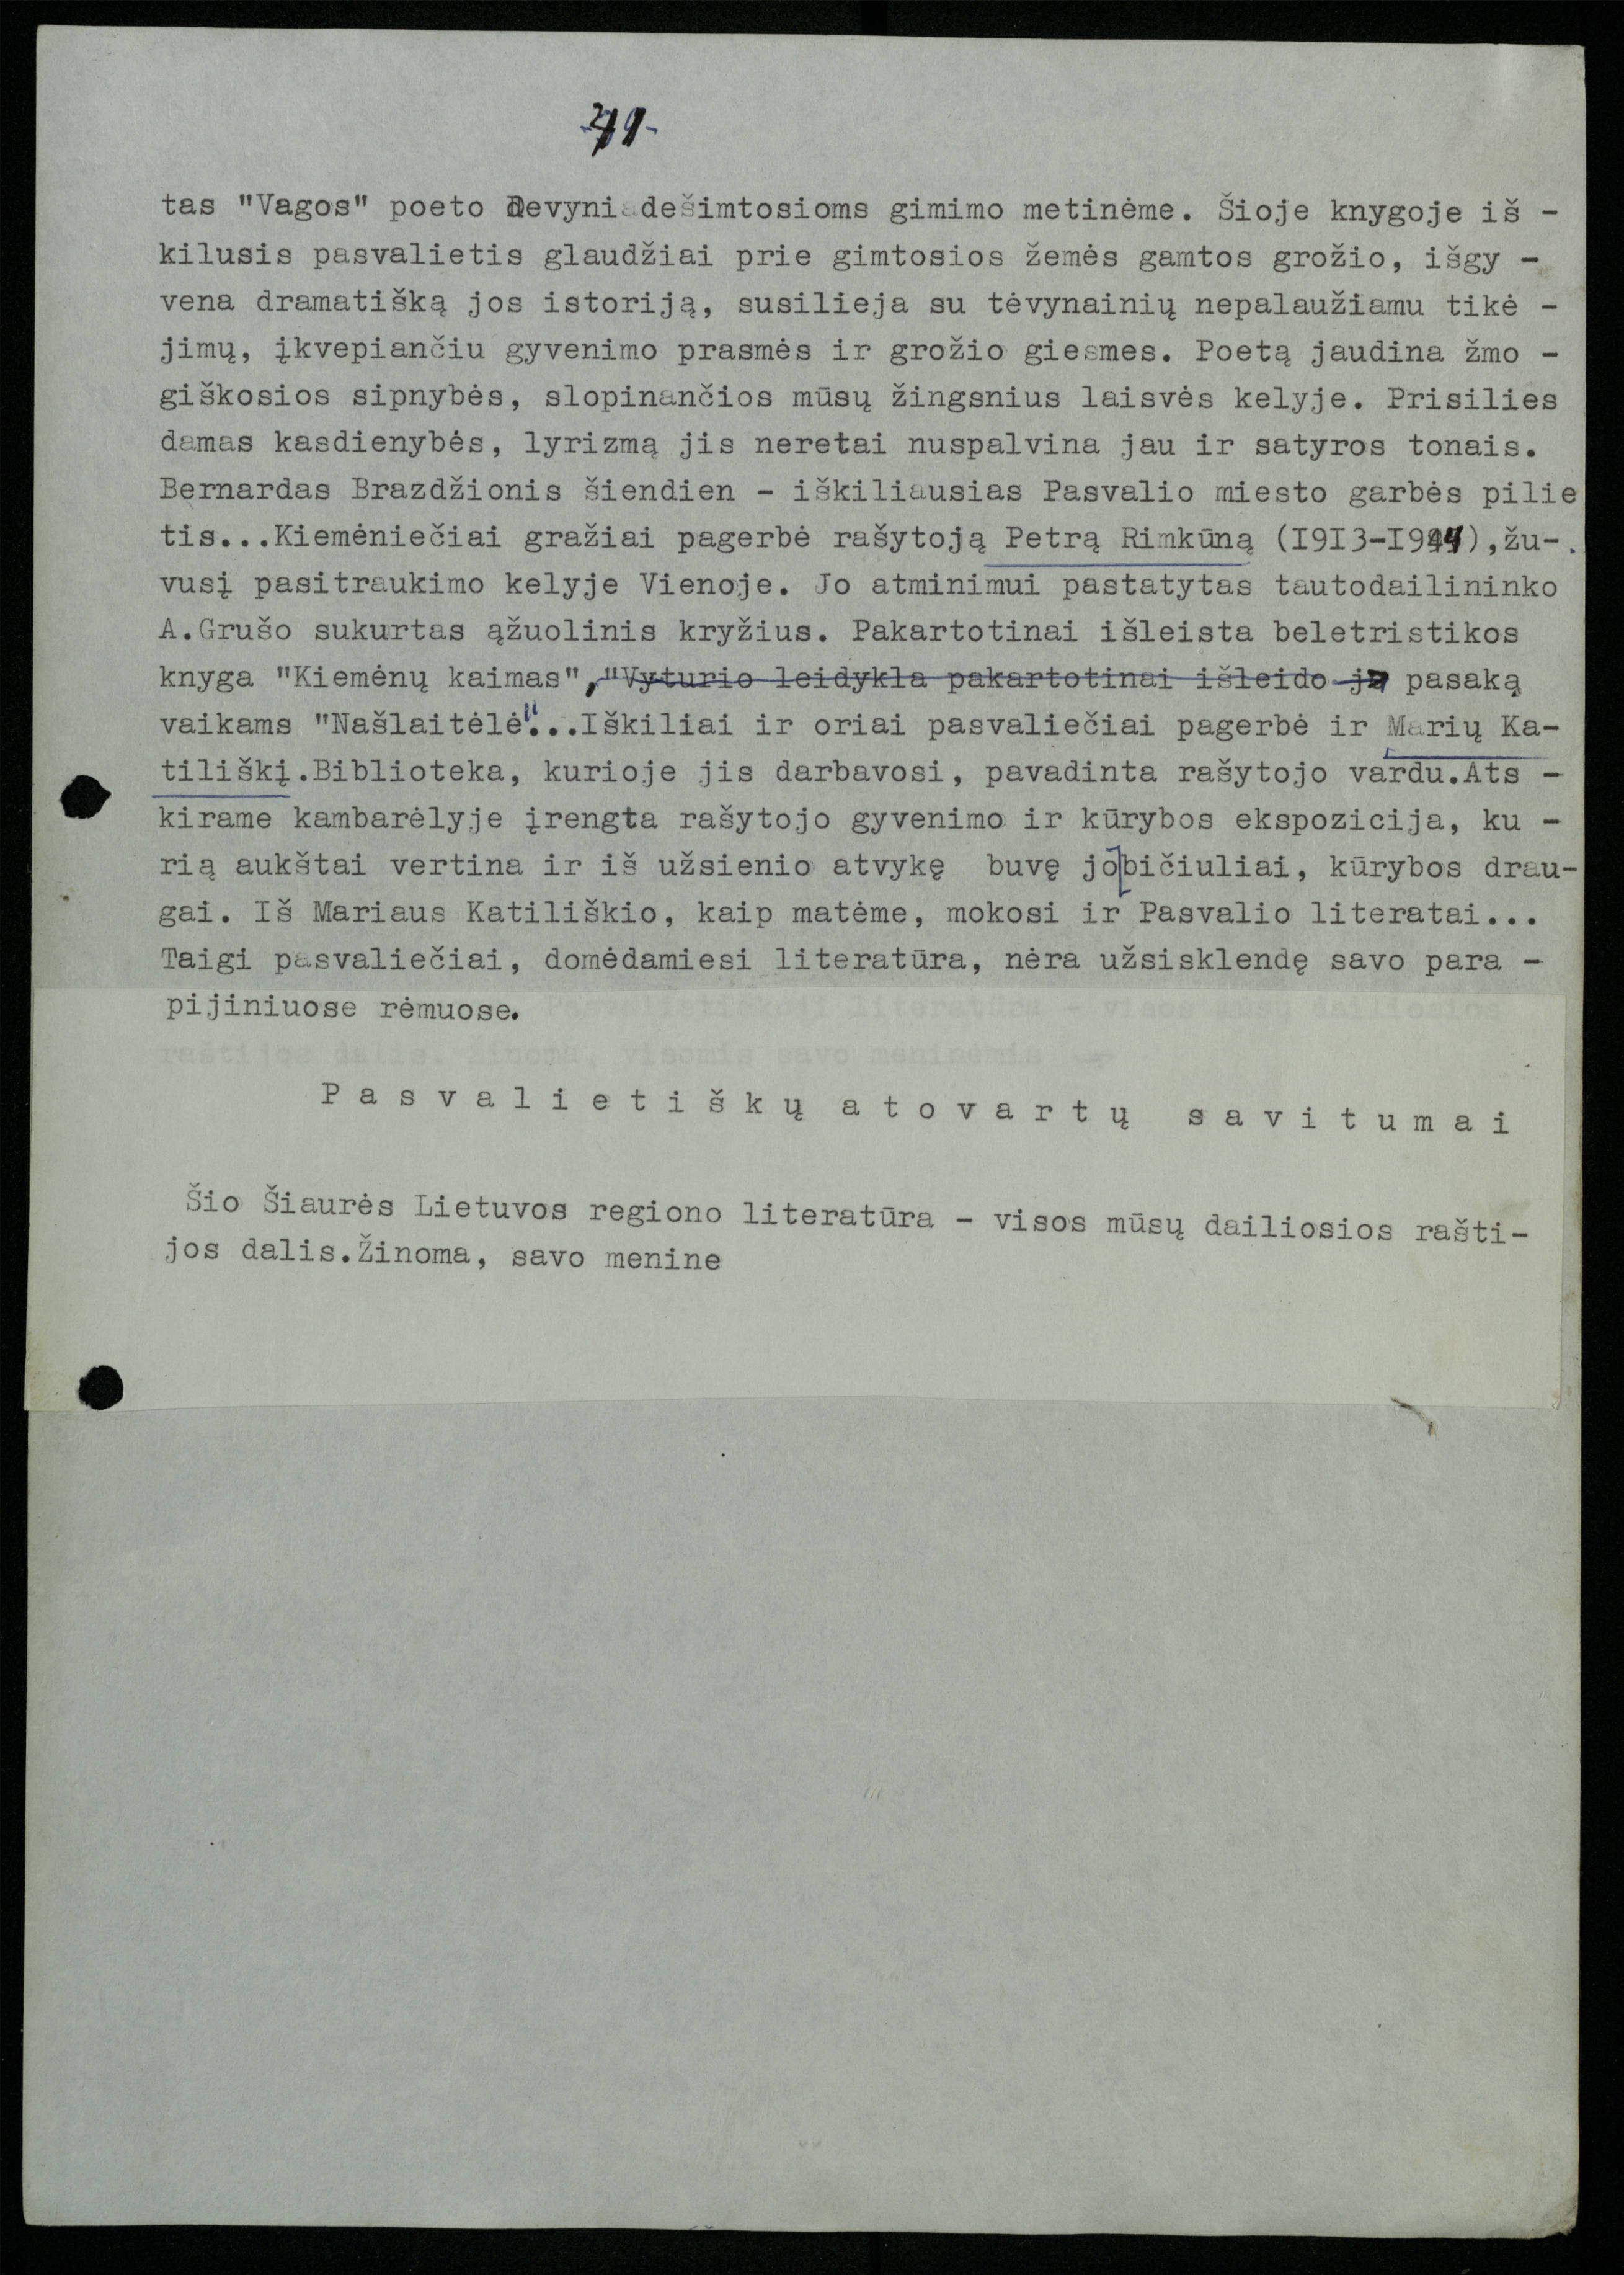 -41-
tas "Vagos" poeto Devyniadešimtosioms gimimo metinėme. Šioje knygoje iš -
kilusis pasvalietis glaudžiai prie gimtosios žemės gamtos grožio, išgy -
vena dramatišką jos istoriją, susilieja su tėvynainių nepalaužiamu tikė -
jimų, įkvepiančiu gyvenimo prasmės ir grožio giesmes. Poetą jaudina žmo -
giškosios sipnybės, slopinančios mūsų žingsnius laisvės kelyje. Prisilies
damas kasdienybės, lyrizmą jis neretai nuspalvina jau ir satyros tonais.
Bernardas Brazdžionis šiendien - iškiliausias Pasvalio miesto garbės pilie
tis...Kiemėniečiai gražiai pagerbė rašytoją Petrą Rimkūną (I9I3-I944),žu-.
vusį pasitraukimo kelyje Vienoje. Jo atminimui pastatytas tautodailininko
A.Grušo sukurtas ąžuolinis kryžius. Pakartotinai išleista beletristikos
knyga "Kiemėnų kaimas", "Vyturio leidykla pakartotinai išleido jo pasaką
vaikams "Našlaitėlė"...Iškiliai ir oriai pasvaliečiai pagerbė ir Marių Ka-
tiliškį.Biblioteka, kurioje jis darbavosi, pavadinta rašytojo vardu.Ats -
kirame kambarėlyje įrengta rašytojo gyvenimo ir kūrybos ekspozicija, ku -
rią aukštai vertina ir iš užsienio atvykę buvę jo bičiuliai, kūrybos drau-
gai. Iš Mariaus Katiliškio, kaip matėme, mokosi ir Pasvalio literatai...
Taigi pasvaliečiai, domėdamiesi literatūra, nėra užsisklendę savo para -
pijiniuose rėmuose.
P a s v a l i e t i š k ų a t o v a r t ų s a v i t u m a i
Šio Šiaurės Lietuvos regiono literatūra - visos mūsų dailiosios rašti-
jos dalis.Žinoma, savo menine